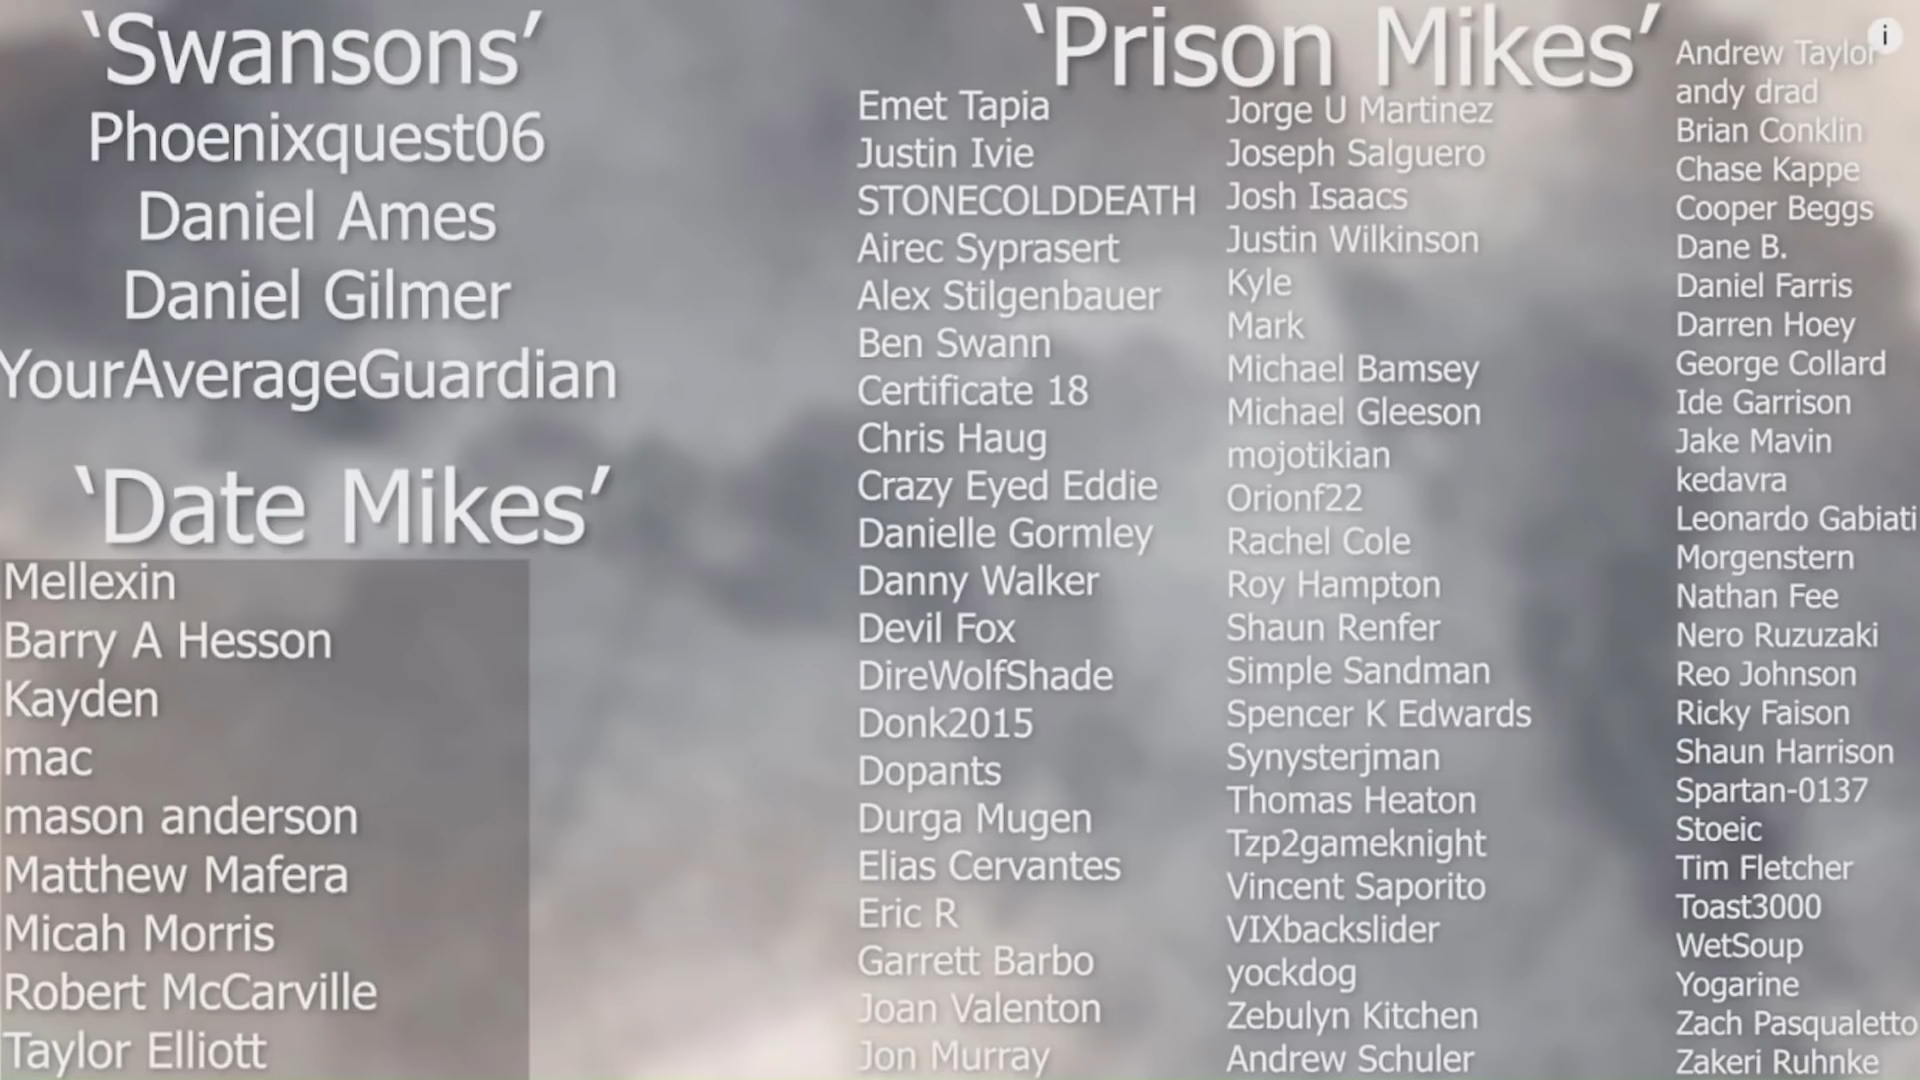 ‘Swansons’
Phoenixquest06
Daniel Ames
Daniel Gilmer
YourAverageGuardian
‘Date Mikes’
Mellexin
Barry A Hesson
Kayden
mac
mason anderson
Matthew Mafera
Micah Morris
Robert McCarville
Taylor Elliott
‘Prison Mikes’
Emet Tapia
Justin Ivie
STONECOLDDEATH
Airec Syprasert
Alex Stilgenbauer
Ben Swann
Certificate 18
Chris Haug
Crazy Eyed Eddie
Danielle Gormley
Danny Walker
Devil Fox
DireWolfShade
Donk2015
Dopants
Durga Mugen
Elias Cervantes
Eric R
Garrett Barbo
Joan Valenton
Jon Murray
Jorge U Martinez
Joseph Salguero
Josh Isaacs
Justin Wilkinson
Kyle
Mark
Michael Bamsey
Michael Gleeson
mojotikian
Orionf22
Rachel Cole
Roy Hampton
Shaun Renfer
Simple Sandman
Spencer K Edwards
Synysterjman
Thomas Heaton
Tzp2gameknight
Vincent Saporito
VIXbackslider
yockdog
Zebulyn Kitchen
Andrew Schuler
Andrew Taylor
andy drad
Brian Conklin
Chase Kappe
Cooper Beggs
Dane B.
Daniel Farris
Darren Hoey
George Collard
Ide Garrison
Jake Mavin
kedavra
Leonardo Gabiati
Morgenstern
Nathan Fee
Nero Ruzuzaki
Reo Johnson
Ricky Faison
Shaun Harrison
Spartan-0137
Stoeic
Tim Fletcher
Toast3000
WetSoup
Yogarine
Zach Pasqualetto
Zakeri Ruhnke